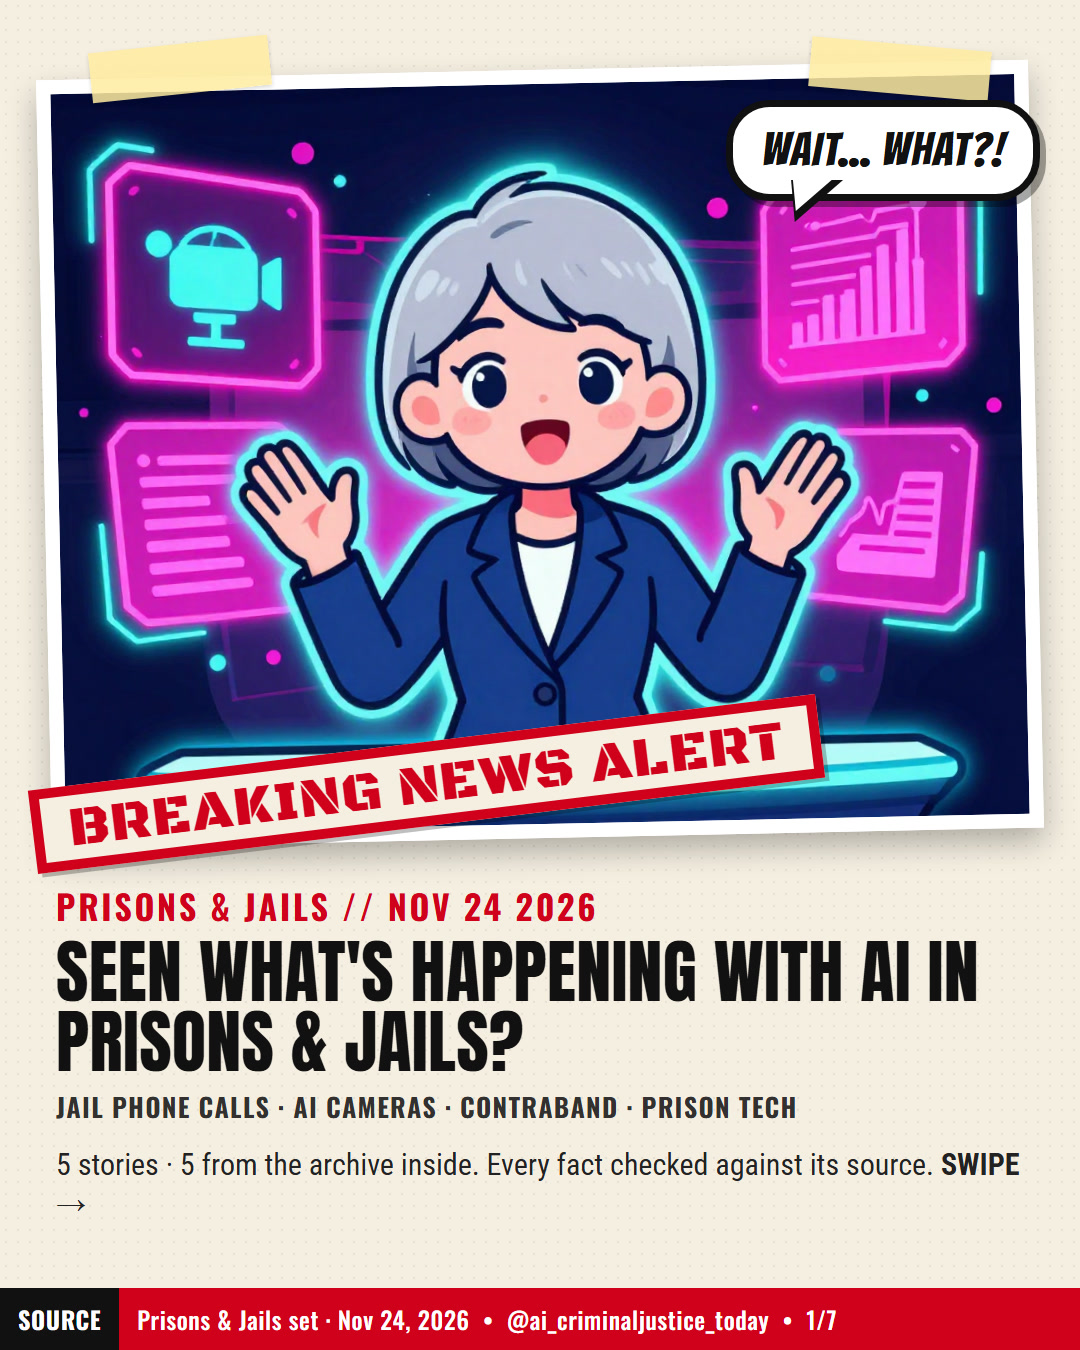 WAIT... WHAT?!
BREAKING NEWS ALERT
PRISONS & JAILS // NOV 24 2026
SEEN WHAT'S HAPPENING WITH AI IN
PRISONS & JAILS?
JAIL PHONE CALLS · AI CAMERAS · CONTRABAND · PRISON TECH
5 stories · 5 from the archive inside. Every fact checked against its source. SWIPE
→
SOURCE Prisons & Jails set · Nov 24, 2026 • @ai_criminaljustice_today • 1/7